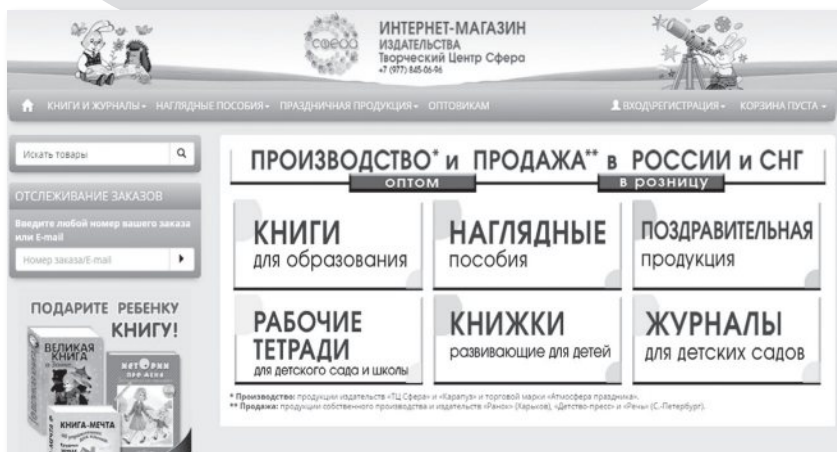 сфера
ИНТЕРНЕТ-МАГАЗИН
ИЗДАТЕЛЬСТВА
Творческий Центр Сфера
+7 (977) 845-06-96
КНИГИ И ЖУРНАЛЫ НАГЛЯДНЫЕ ПОСОБИЯ ПРАЗДНИЧНАЯ ПРОДУКЦИЯ ОПТОВИКАМ ВХОД\РЕГИСТРАЦИЯ КОРЗИНА ПУСТА
Искать товары
ОТСЛЕЖИВАНИЕ ЗАКАЗОВ
Введите любой номер вашего заказа
или E-mail
Номер заказа/E-mail
ПОДАРИТЕ РЕБЕНКУ
КНИГУ!
ВЕЛИКАЯ
КНИГА
ИСТОРИИ
ПРО МЕНЯ
КНИГА-МЕЧТА
ПРОИЗВОДСТВО* и ПРОДАЖА** в РОССИИ и СНГ
оптом в розницу
КНИГИ
для образования
НАГЛЯДНЫЕ
пособия
ПОЗДРАВИТЕЛЬНАЯ
продукция
РАБОЧИЕ
ТЕТРАДИ
для детского сада и школы
КНИЖКИ
развивающие для детей
ЖУРНАЛЫ
для детских садов
* Производство: продукции издательств «ТЦ Сфера» и «Карапуз» и торговой марки «Атмосфера праздника».
** Продажа: продукции собственного производства и издательств «Ранок» (Харьков), «Детство-пресс» и «Речь» (С.-Петербург).